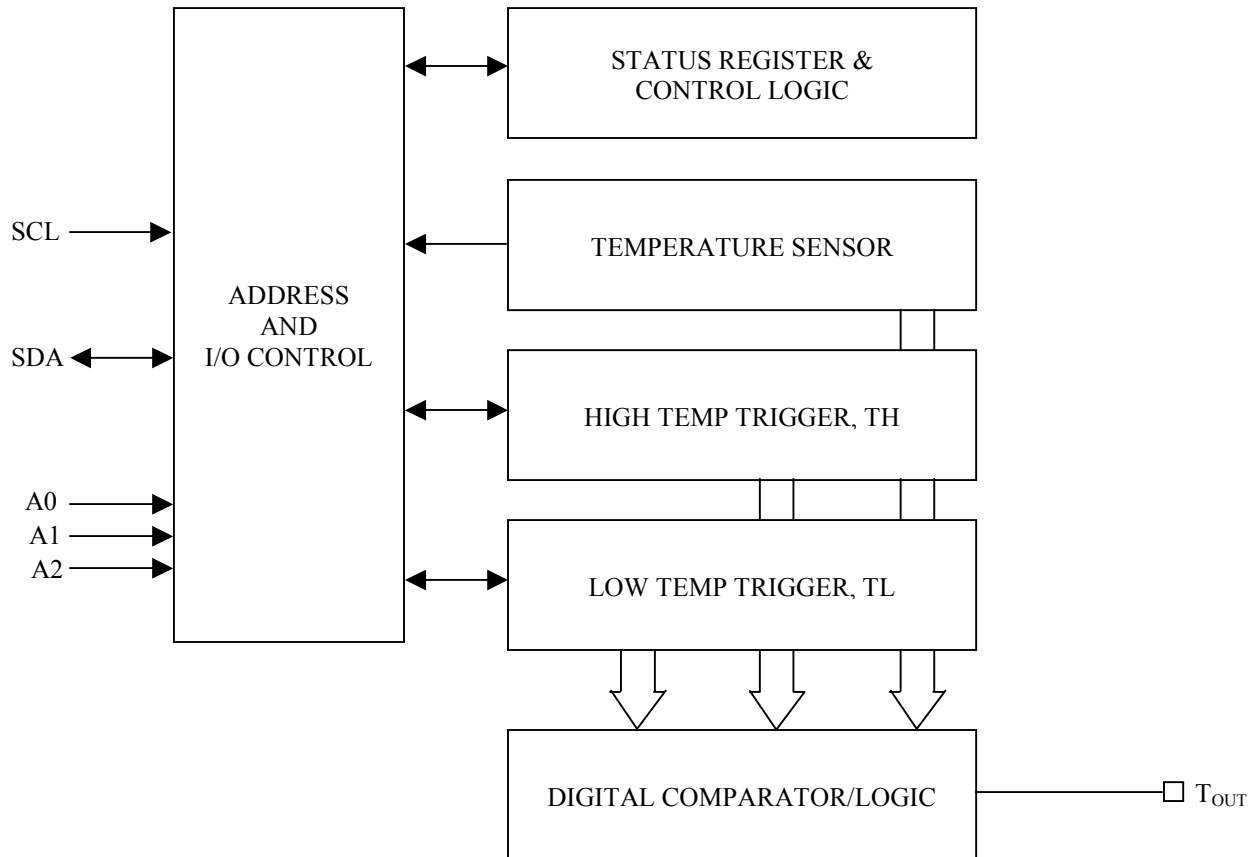 STATUS REGISTER &
CONTROL LOGIC
SCL
TEMPERATURE SENSOR
ADDRESS
AND
I/O CONTROL
SDA
HIGH TEMP TRIGGER, TH
A0
A1
A2
LOW TEMP TRIGGER, TL
DIGITAL COMPARATOR/LOGIC
TOUT